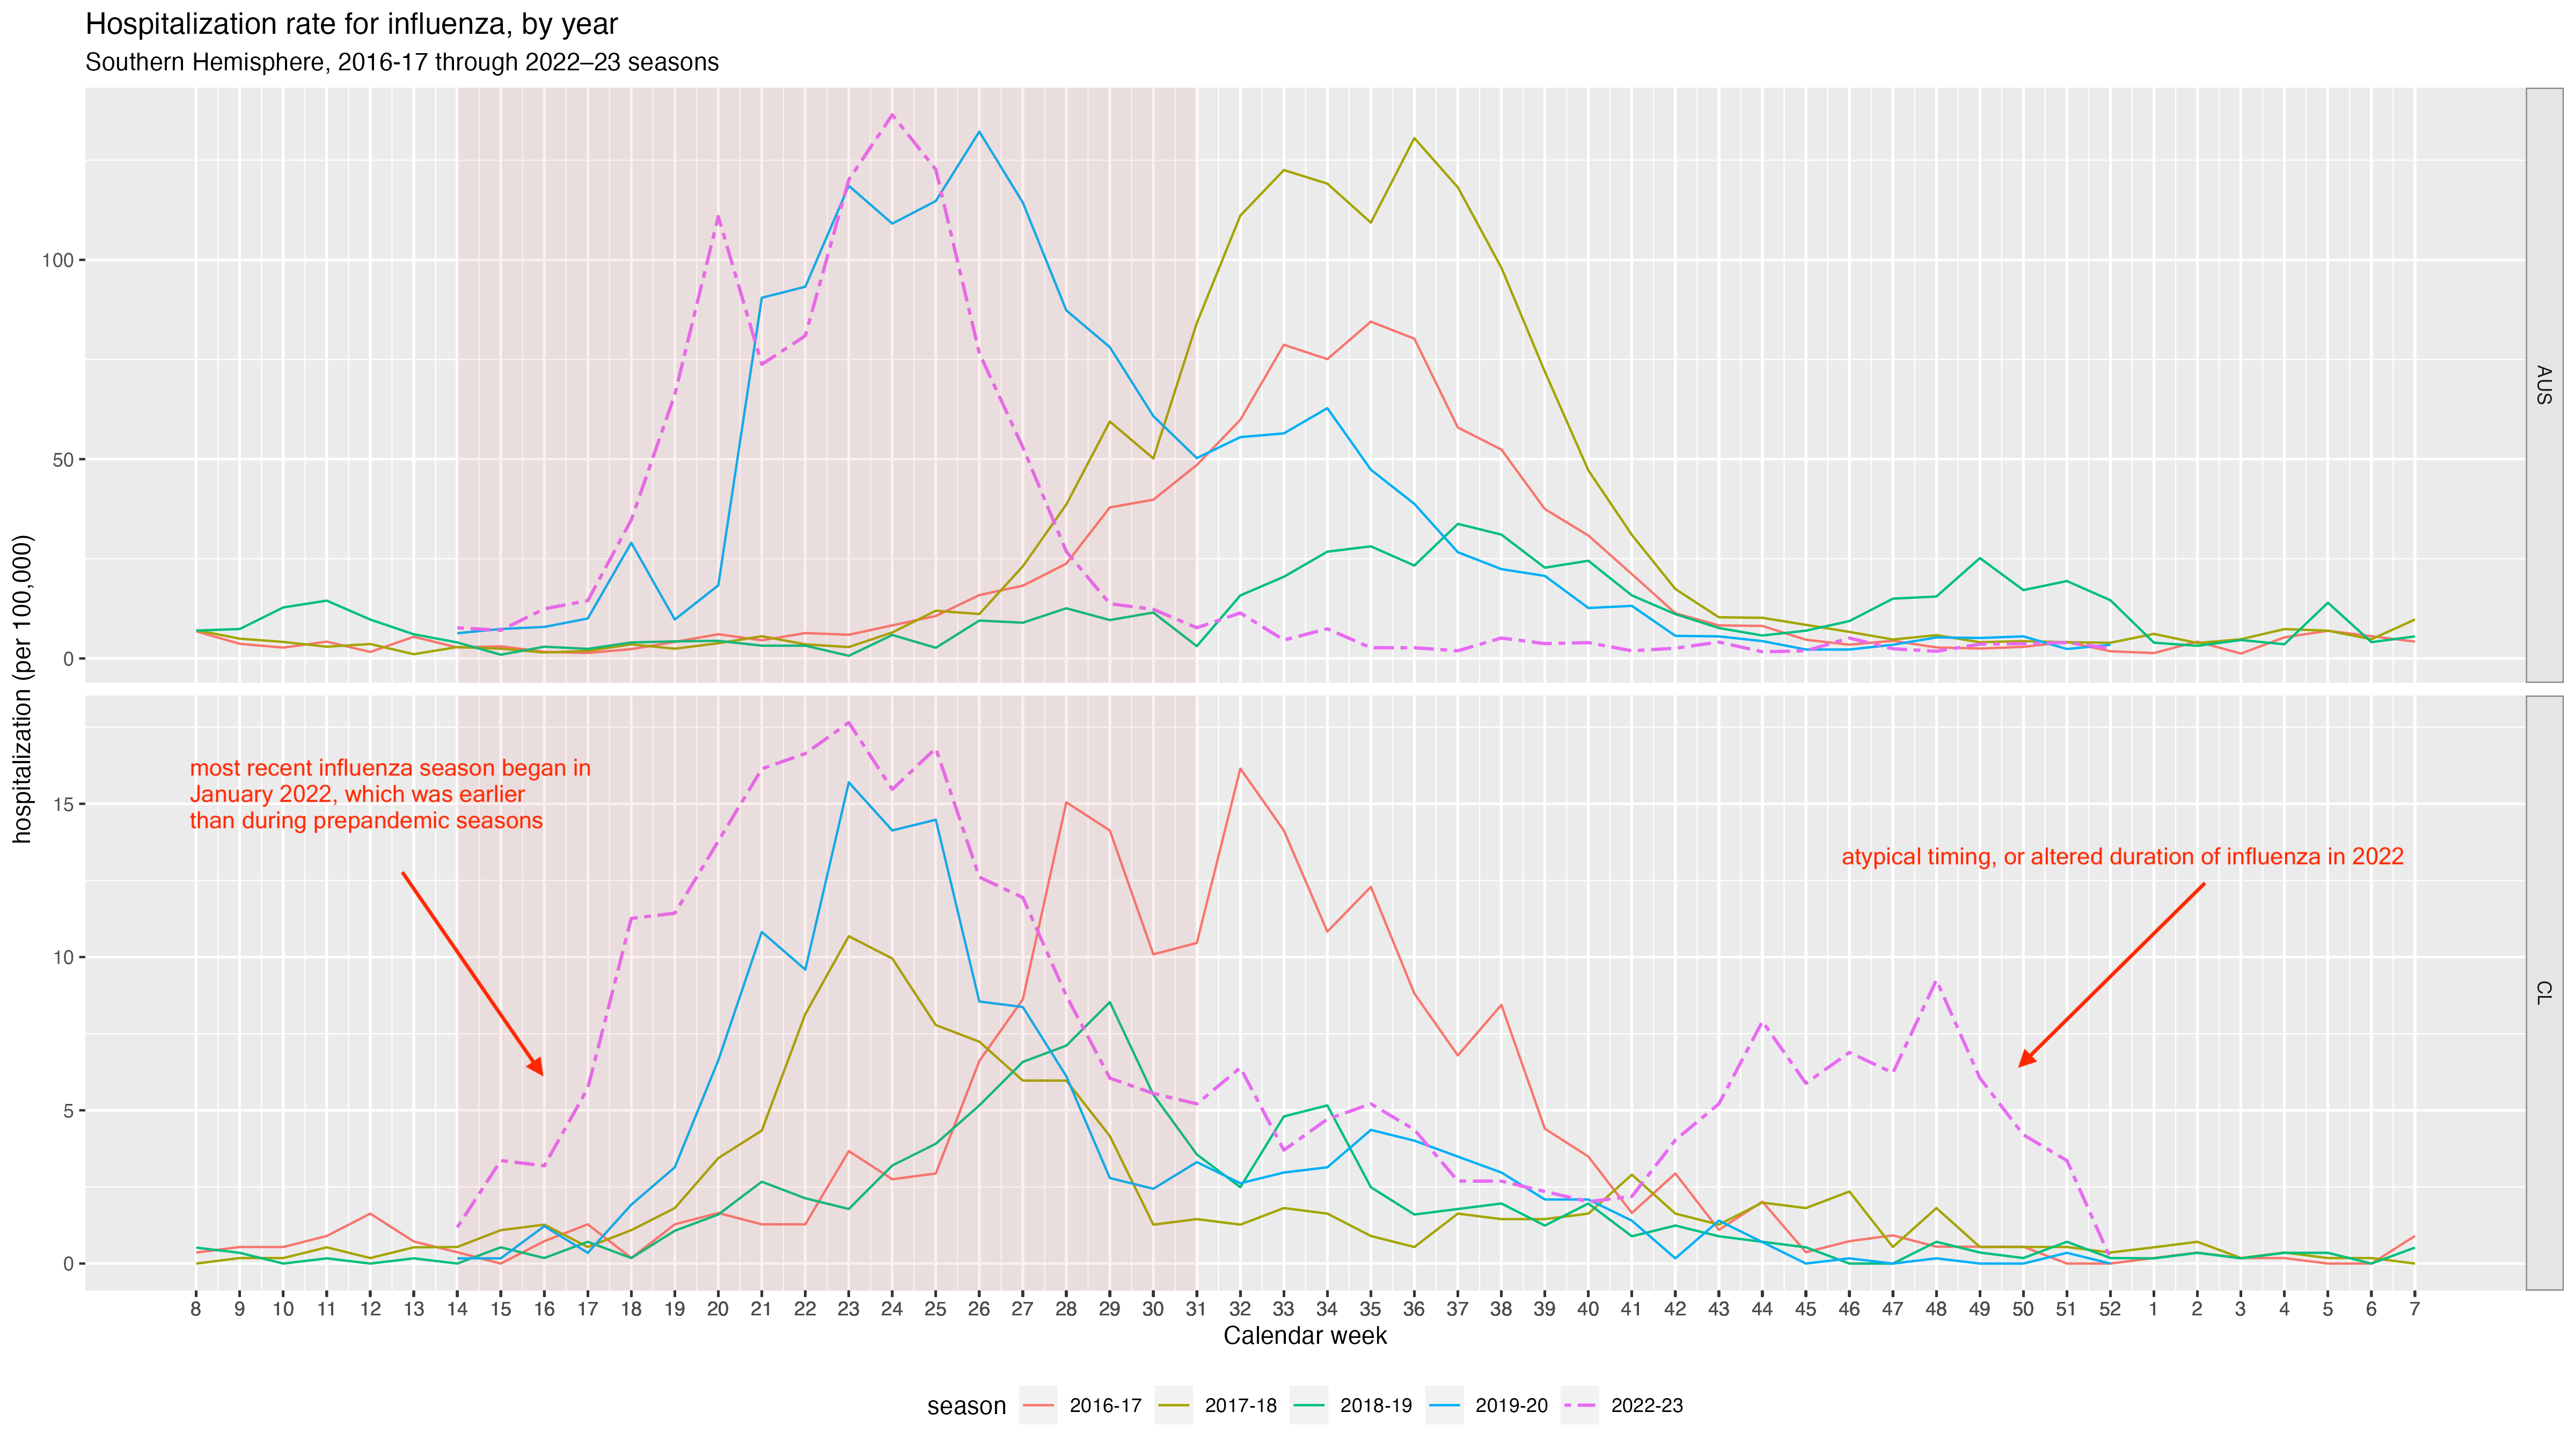 Hospitalization rate for influenza, by year
Southern Hemisphere, 2016-17 through 2022–23 seasons
hospitalization (per 100,000)
100
50
0
AUS
most recent influenza season began in
January 2022, which was earlier
than during prepandemic seasons
atypical timing, or altered duration of influenza in 2022
15
10
5
0
CL
8 9 10 11 12 13 14 15 16 17 18 19 20 21 22 23 24 25 26 27 28 29 30 31 32 33 34 35 36 37 38 39 40 41 42 43 44 45 46 47 48 49 50 51 52 1 2 3 4 5 6 7
Calendar week
season 2016-17 2017-18 2018-19 2019-20 2022-23